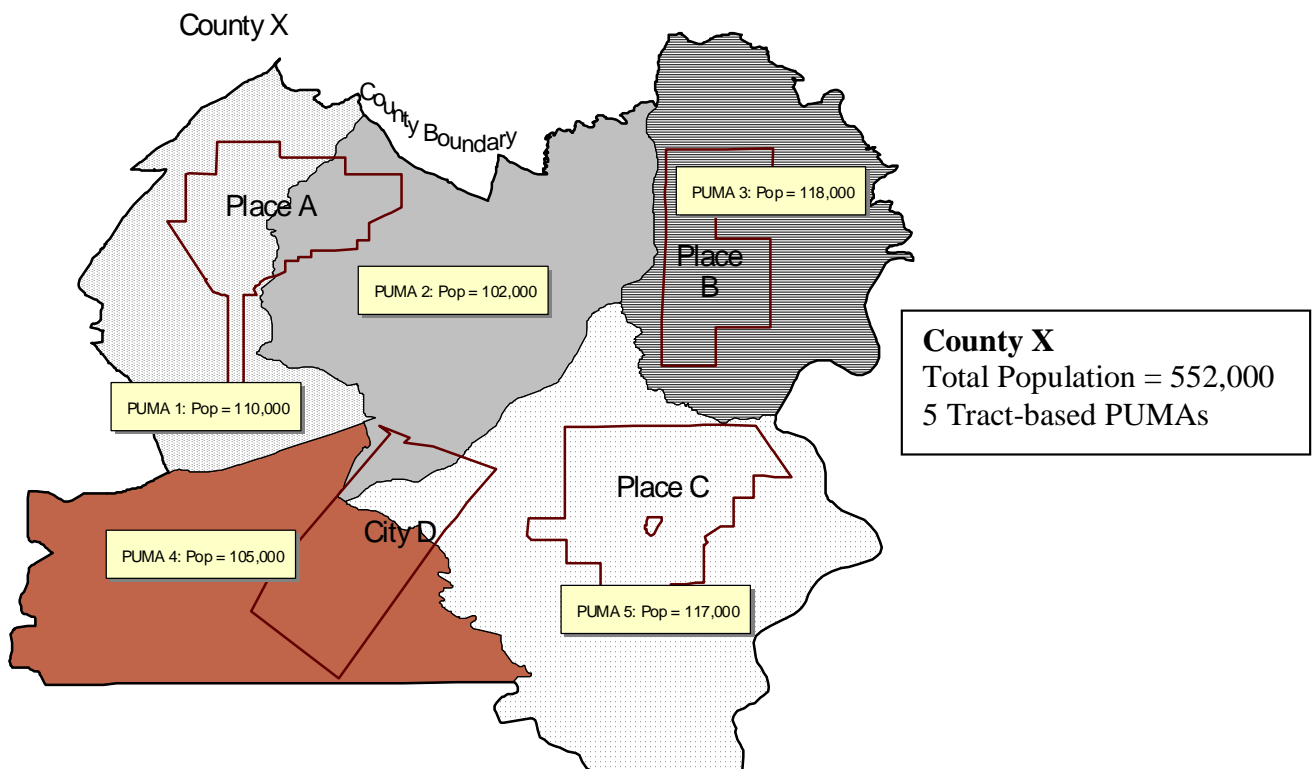 County X
County Boundary
Place A
PUMA 3: Pop = 118,000
Place
B
PUMA 2: Pop = 102,000
County X
Total Population = 552,000
5 Tract-based PUMAs
PUMA 1: Pop = 110,000
Place C
City D
PUMA 4: Pop = 105,000
PUMA 5: Pop = 117,000